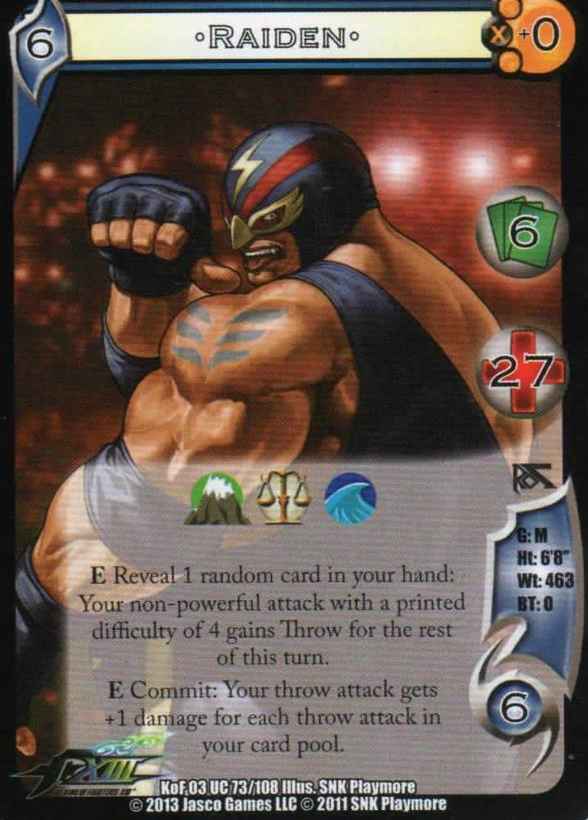 6
•RAIDEN•
X +0
6
27
G: M
Ht: 6'8"
Wt: 463
BT: 0
E Reveal 1 random card in your hand:
Your non-powerful attack with a printed
difficulty of 4 gains Throw for the rest
of this turn.
E Commit: Your throw attack gets
+1 damage for each throw attack in
your card pool.
6
XIII
KoF 03 UC 73/108 Illus. SNK Playmore
© 2013 Jasco Games LLC © 2011 SNK Playmore